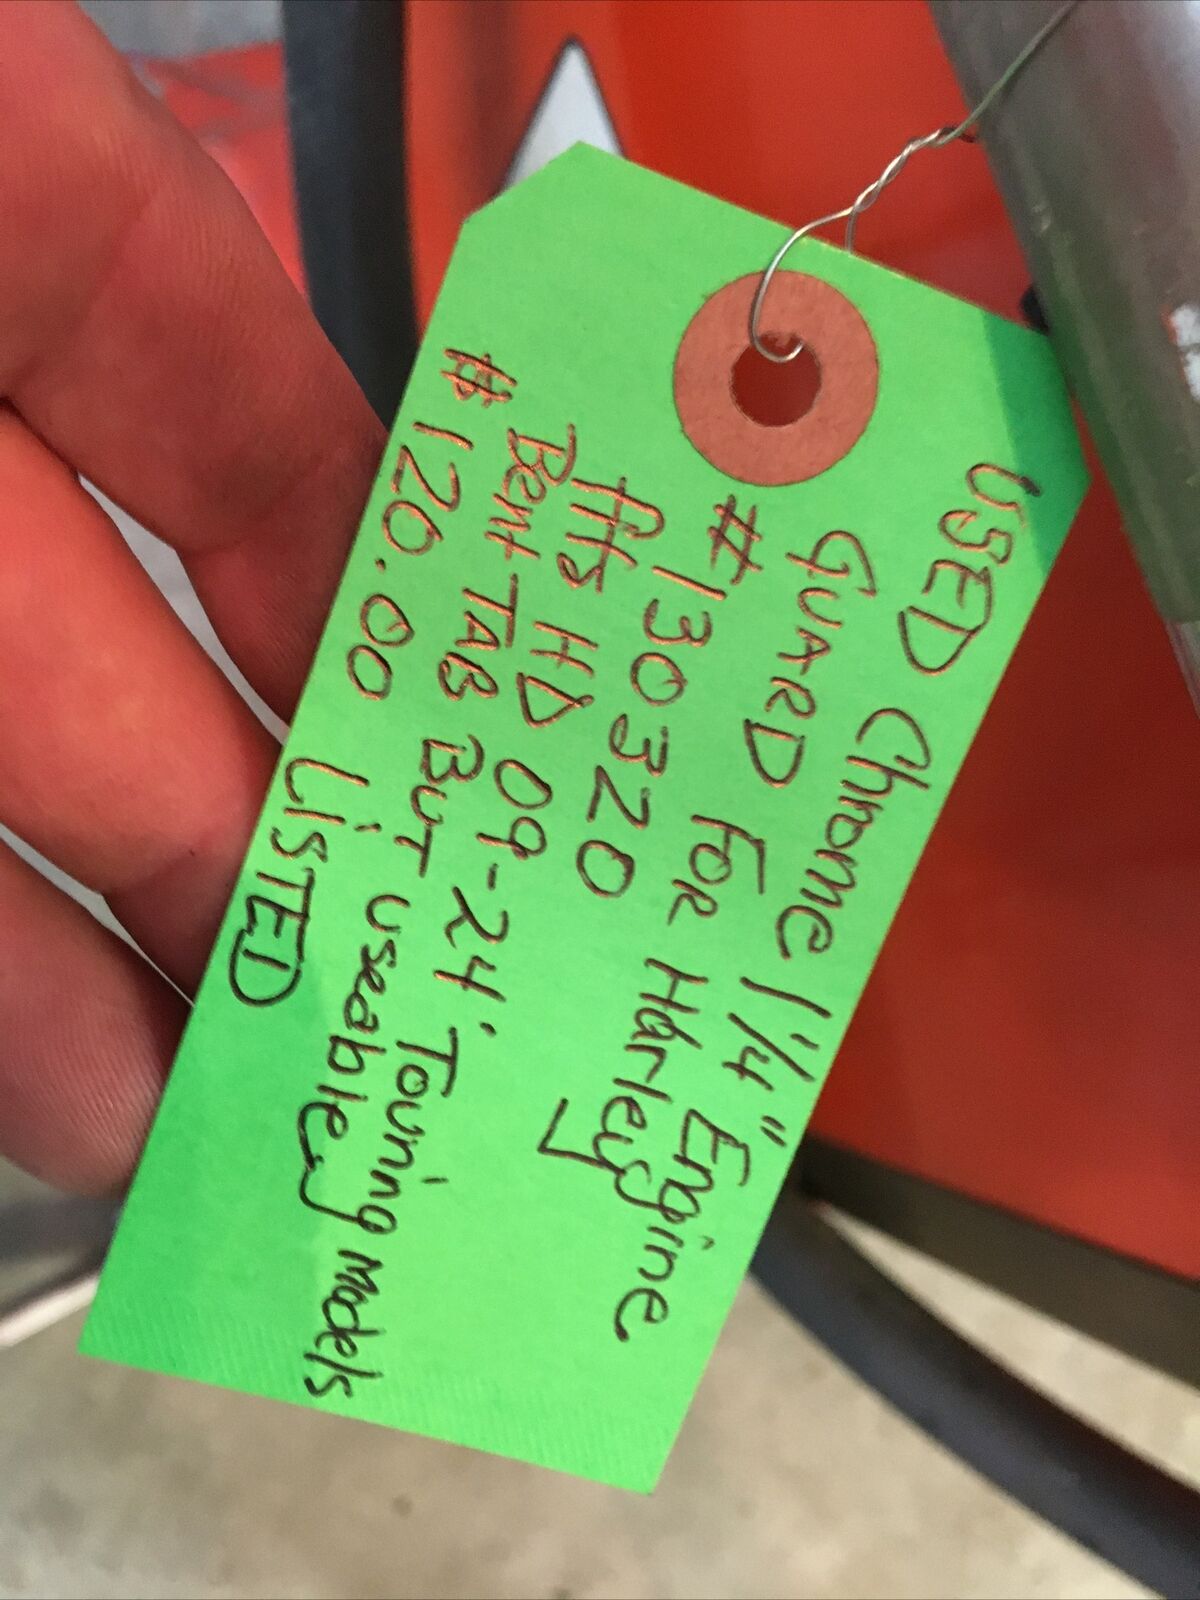 USED Chrome 1 1/4" Engine
GUARD FOR Harley
#130320
fits HD 09-24' Touring Models
Bent TAB BUT useable
#120.00 LISTED